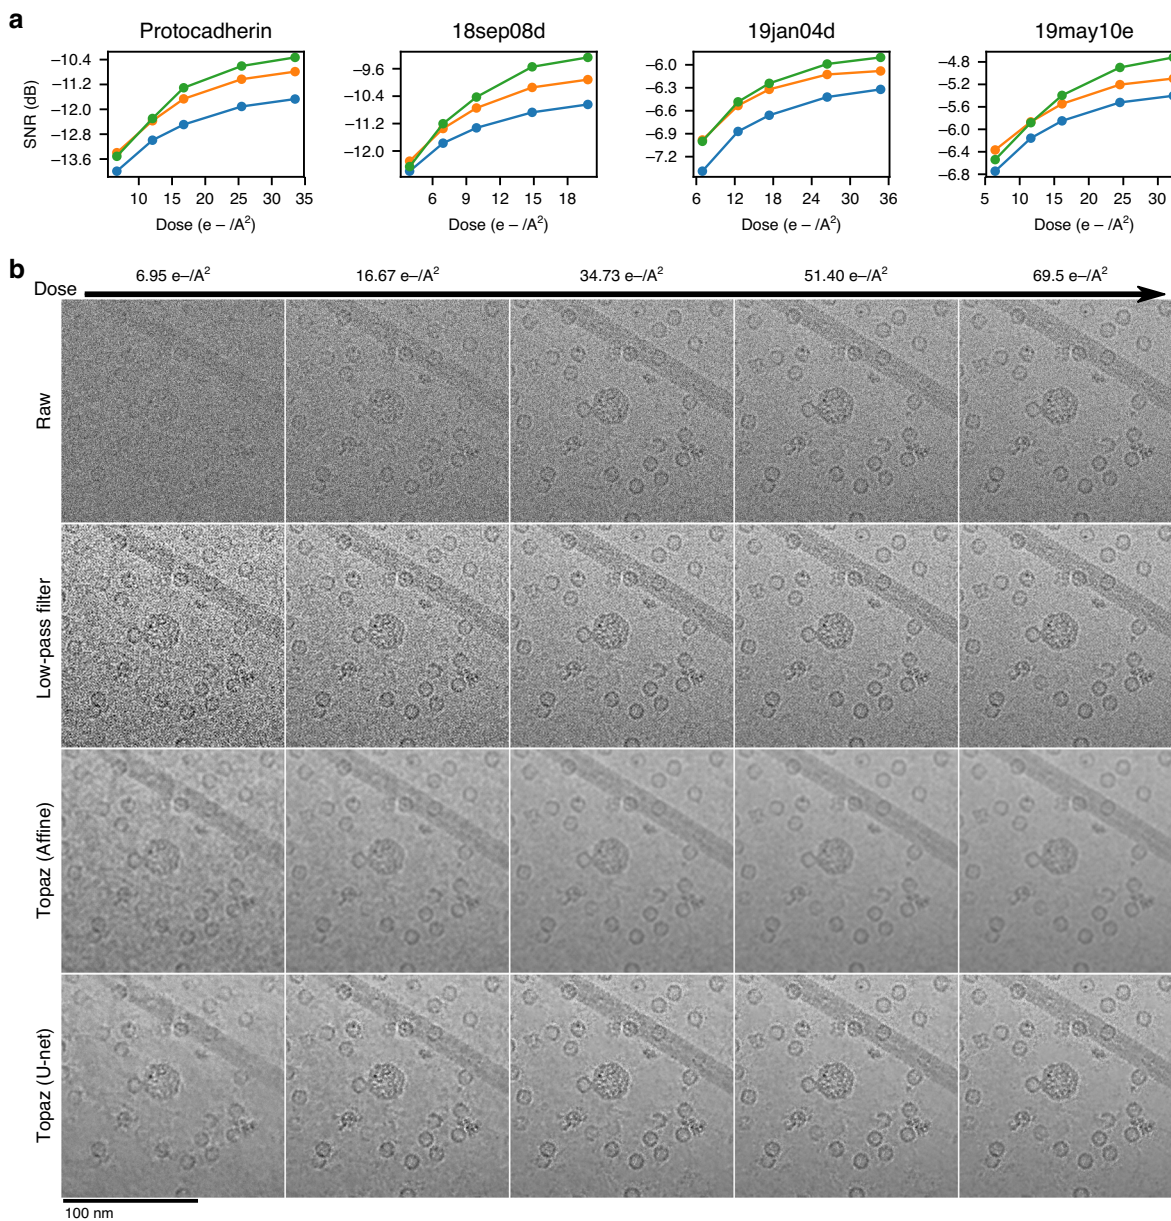 a
Protocadherin
18sep08d
19jan04d
19may10e
SNR (dB)
−10.4
−11.2
−12.0
−12.8
−13.6
10 15 20 25 30 35
Dose (e − /A²)
−9.6
−10.4
−11.2
−12.0
6 9 12 15 18
Dose (e − /A²)
−6.0
−6.3
−6.6
−6.9
−7.2
6 12 18 24 30 36
Dose (e − /A²)
−4.8
−5.2
−5.6
−6.0
−6.4
−6.8
5 10 15 20 25 30
Dose (e − /A²)
b
Dose
6.95 e−/A²
16.67 e−/A²
34.73 e−/A²
51.40 e−/A²
69.5 e−/A²
Raw
Low-pass filter
Topaz (Affine)
Topaz (U-net)
100 nm